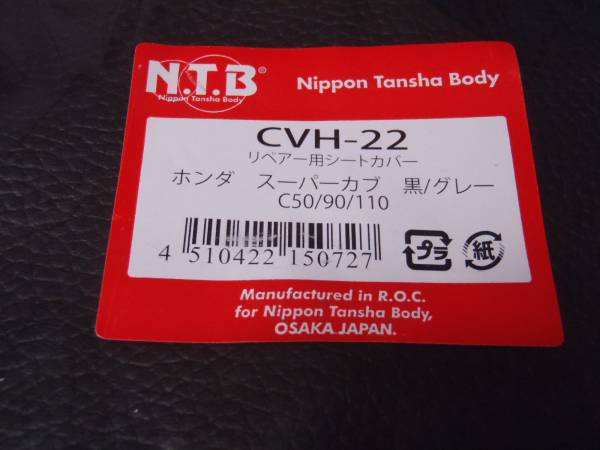 N.T.B®
Nippon Tansha Body
Nippon Tansha Body
CVH-22
リペアー用シートカバー
ホンダ　スーパーカブ　黒/グレー
C50/90/110
4 510422 150727
プラ
紙
Manufactured in R.O.C.
for Nippon Tansha Body,
OSAKA JAPAN.